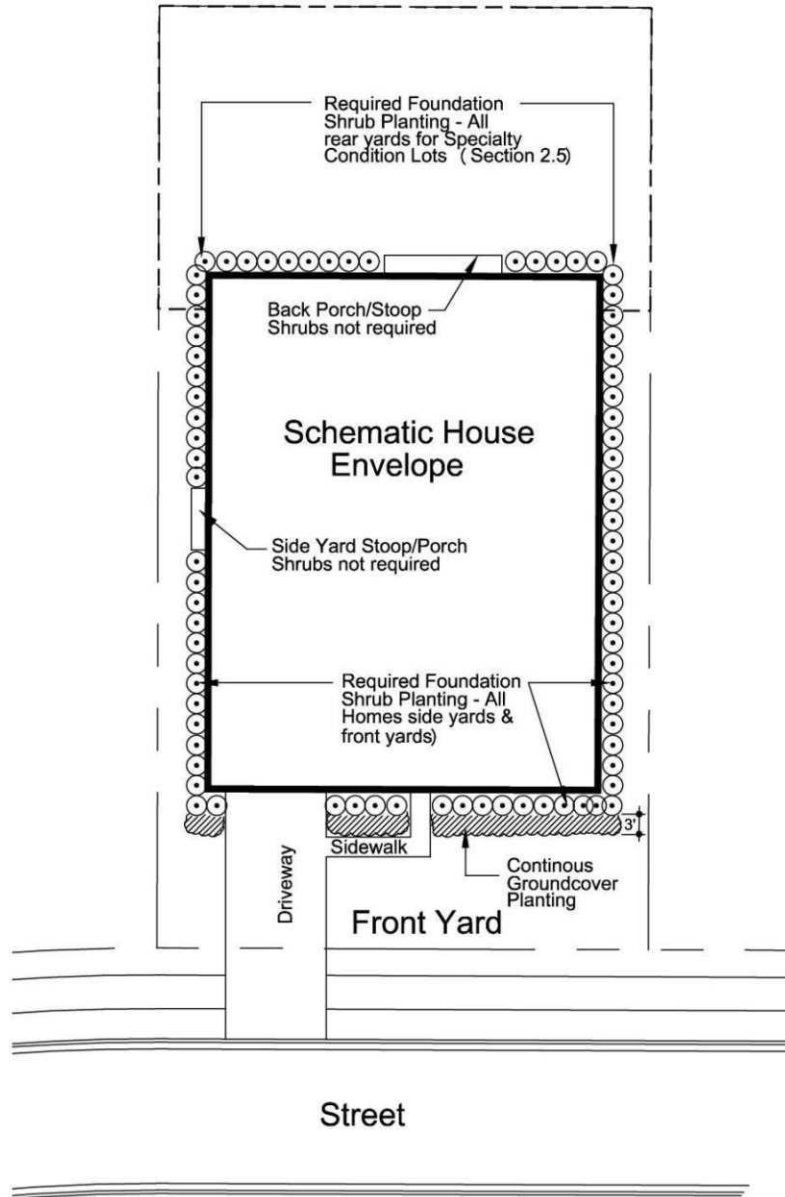 Required Foundation
Shrub Planting - All
rear yards for Specialty
Condition Lots ( Section 2.5)
Back Porch/Stoop
Shrubs not required
Schematic House
Envelope
Side Yard Stoop/Porch
Shrubs not required
Required Foundation
Shrub Planting - All
Homes side yards &
front yards)
3'
Sidewalk
Driveway
Continous
Groundcover
Planting
Front Yard
Street